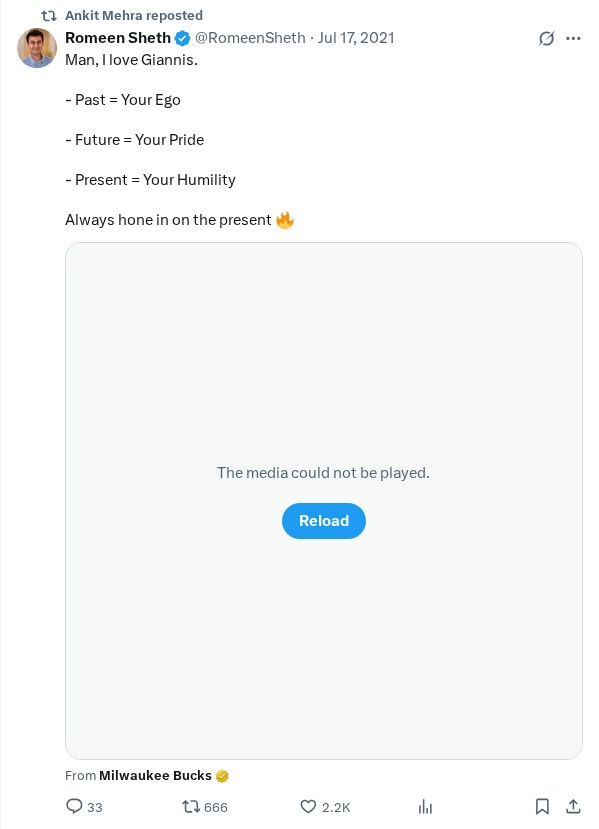 Ankit Mehra reposted
Romeen Sheth @RomeenSheth · Jul 17, 2021
Man, I love Giannis.
- Past = Your Ego
- Future = Your Pride
- Present = Your Humility
Always hone in on the present 🔥
The media could not be played.
Reload
From Milwaukee Bucks
33 666 2.2K